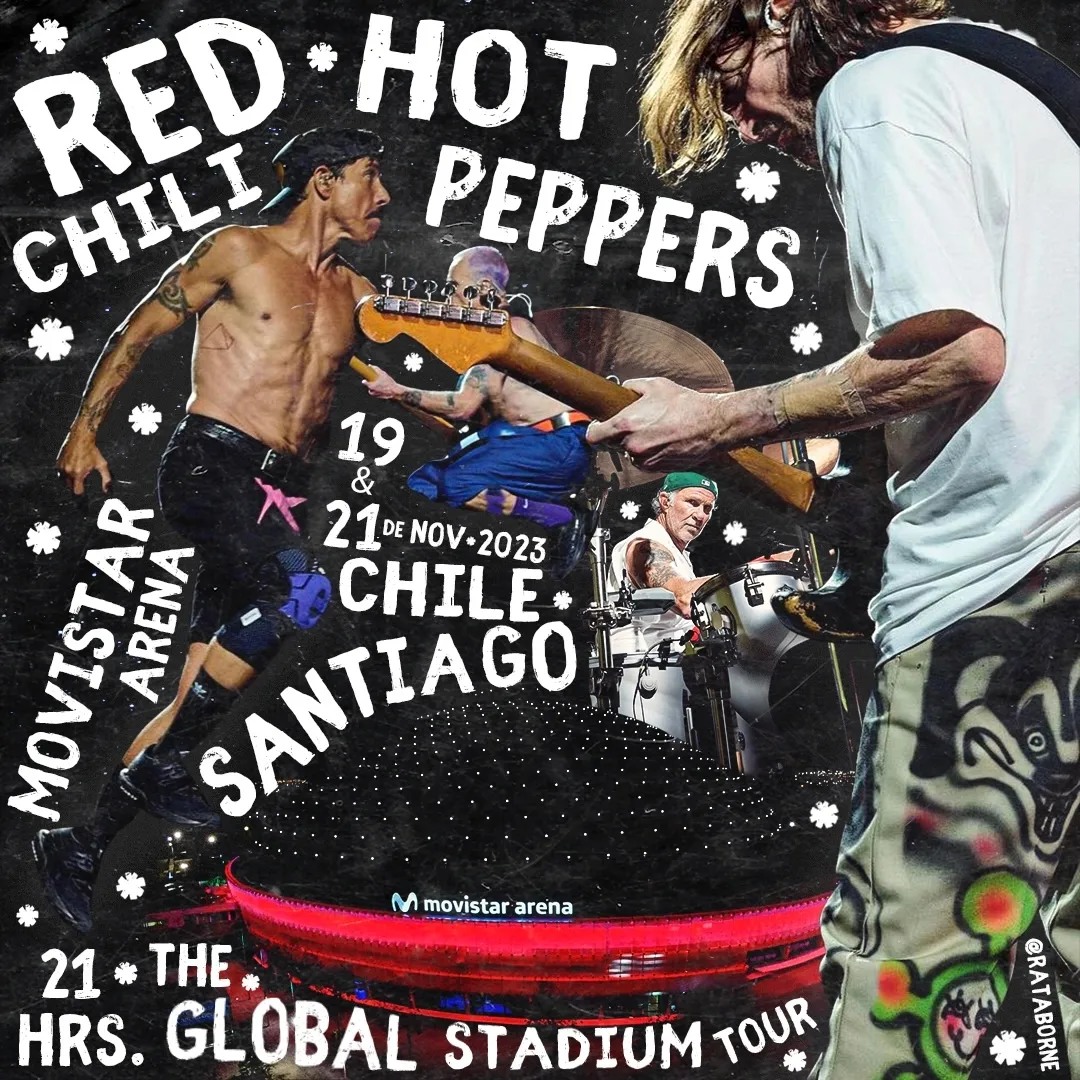 RED HOT
CHILI PEPPERS
19
&
21 DE NOV • 2023
CHILE
SANTIAGO
MOVISTAR
ARENA
movistar arena
21 THE
HRS. GLOBAL STADIUM TOUR
@RATABORNE